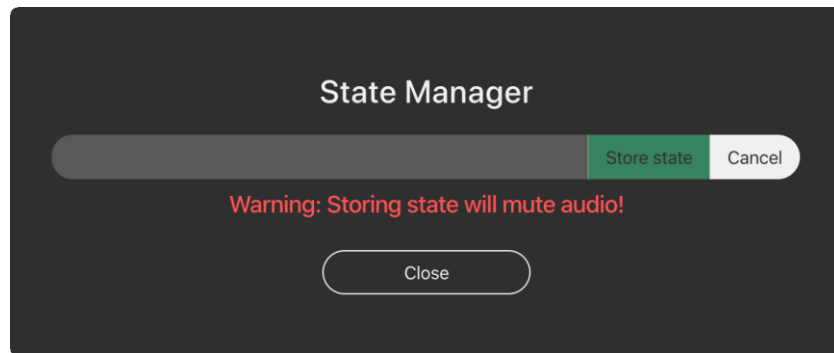 State Manager
Store state Cancel
Warning: Storing state will mute audio!
Close